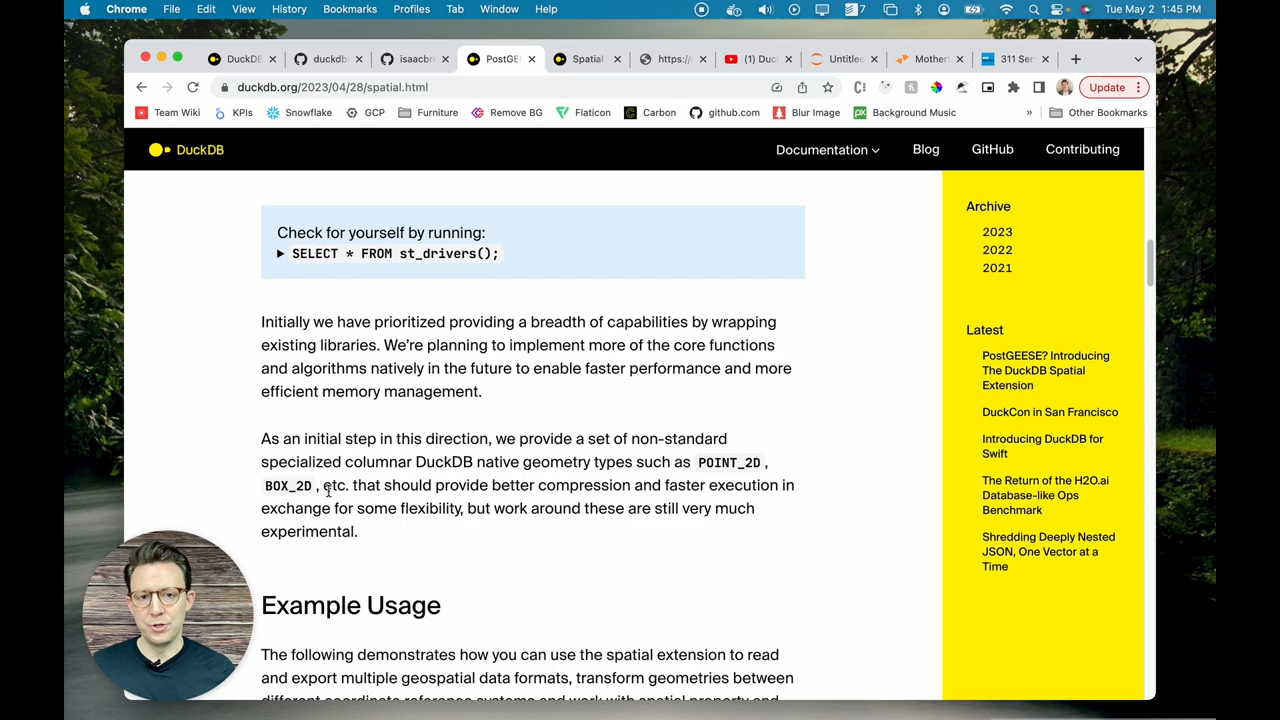 Chrome File Edit View History Bookmarks Profiles Tab Window Help 7 Tue May 2 1:45 PM
DuckDB duckdb isaacbr PostGEE Spatial https:// (1) Duc Untitle Mother 311 Ser
duckdb.org/2023/04/28/spatial.html Update
Team Wiki KPIs Snowflake GCP Furniture Remove BG Flaticon Carbon github.com Blur Image Background Music » Other Bookmarks
DuckDB Documentation Blog GitHub Contributing
Check for yourself by running:
SELECT * FROM st_drivers();
Initially we have prioritized providing a breadth of capabilities by wrapping
existing libraries. We're planning to implement more of the core functions
and algorithms natively in the future to enable faster performance and more
efficient memory management.
As an initial step in this direction, we provide a set of non-standard
specialized columnar DuckDB native geometry types such as POINT_2D,
BOX_2D, etc. that should provide better compression and faster execution in
exchange for some flexibility, but work around these are still very much
experimental.
Example Usage
The following demonstrates how you can use the spatial extension to read
and export multiple geospatial data formats, transform geometries between
different coordinate reference systems and work with spatial property and
Archive
2023
2022
2021
Latest
PostGEESE? Introducing
The DuckDB Spatial
Extension
DuckCon in San Francisco
Introducing DuckDB for
Swift
The Return of the H2O.ai
Database-like Ops
Benchmark
Shredding Deeply Nested
JSON, One Vector at a
Time